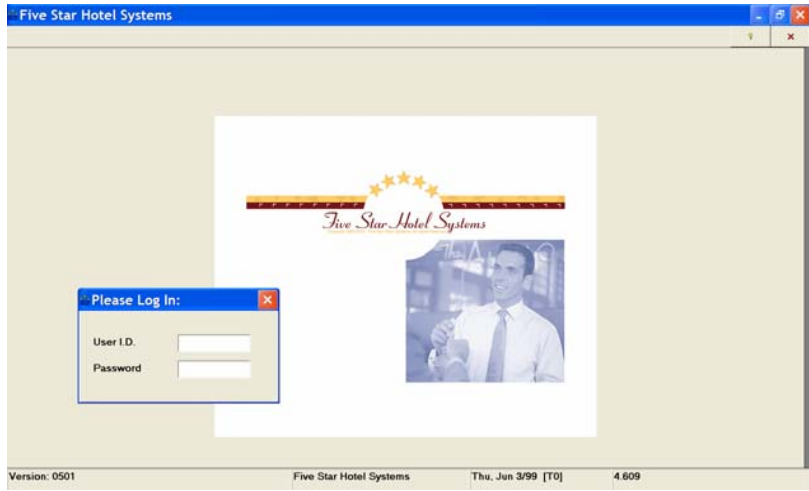 Five Star Hotel Systems
Five Star Hotel Systems
Please Log In:
User I.D.
Password
Version: 0501 Five Star Hotel Systems Thu, Jun 3/99 [T0] 4.609